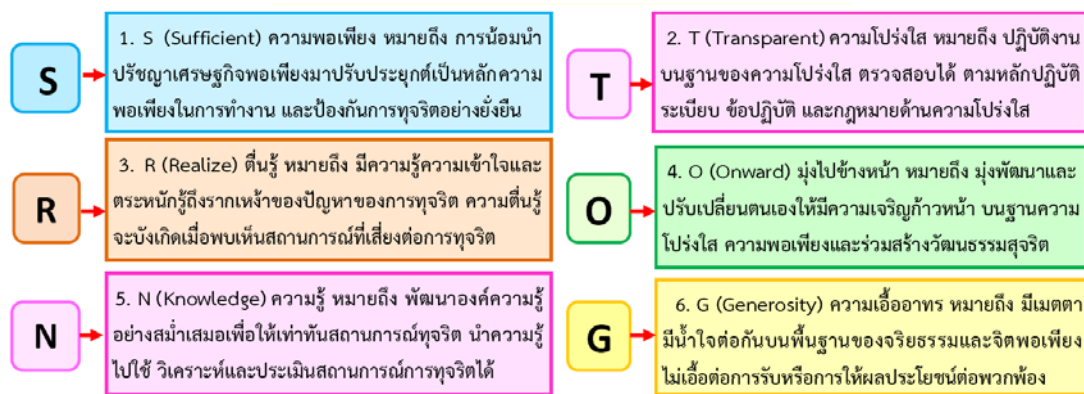 S
1. S (Sufficient) ความพอเพียง หมายถึง การน้อมนำ
ปรัชญาเศรษฐกิจพอเพียงมาปรับประยุกต์เป็นหลักความ
พอเพียงในการทำงาน และป้องกันการทุจริตอย่างยั่งยืน
T
2. T (Transparent) ความโปร่งใส หมายถึง ปฏิบัติงาน
บนฐานของความโปร่งใส ตรวจสอบได้ ตามหลักปฏิบัติ
ระเบียบ ข้อปฏิบัติ และกฎหมายด้านความโปร่งใส
R
3. R (Realize) ตื่นรู้ หมายถึง มีความรู้ความเข้าใจและ
ตระหนักรู้ถึงรากเหง้าของปัญหาของการทุจริต ความตื่นรู้
จะบังเกิดเมื่อพบเห็นสถานการณ์ที่เสี่ยงต่อการทุจริต
O
4. O (Onward) มุ่งไปข้างหน้า หมายถึง มุ่งพัฒนาและ
ปรับเปลี่ยนตนเองให้มีความเจริญก้าวหน้า บนฐานความ
โปร่งใส ความพอเพียงและร่วมสร้างวัฒนธรรมสุจริต
N
5. N (Knowledge) ความรู้ หมายถึง พัฒนาองค์ความรู้
อย่างสม่ำเสมอเพื่อให้เท่าทันสถานการณ์ทุจริต นำความรู้
ไปใช้ วิเคราะห์และประเมินสถานการณ์การทุจริตได้
G
6. G (Generosity) ความเอื้ออาทร หมายถึง มีเมตตา
มีน้ำใจต่อกันบนพื้นฐานของจริยธรรมและจิตพอเพียง
ไม่เอื้อต่อการรับหรือการให้ผลประโยชน์ต่อพวกพ้อง